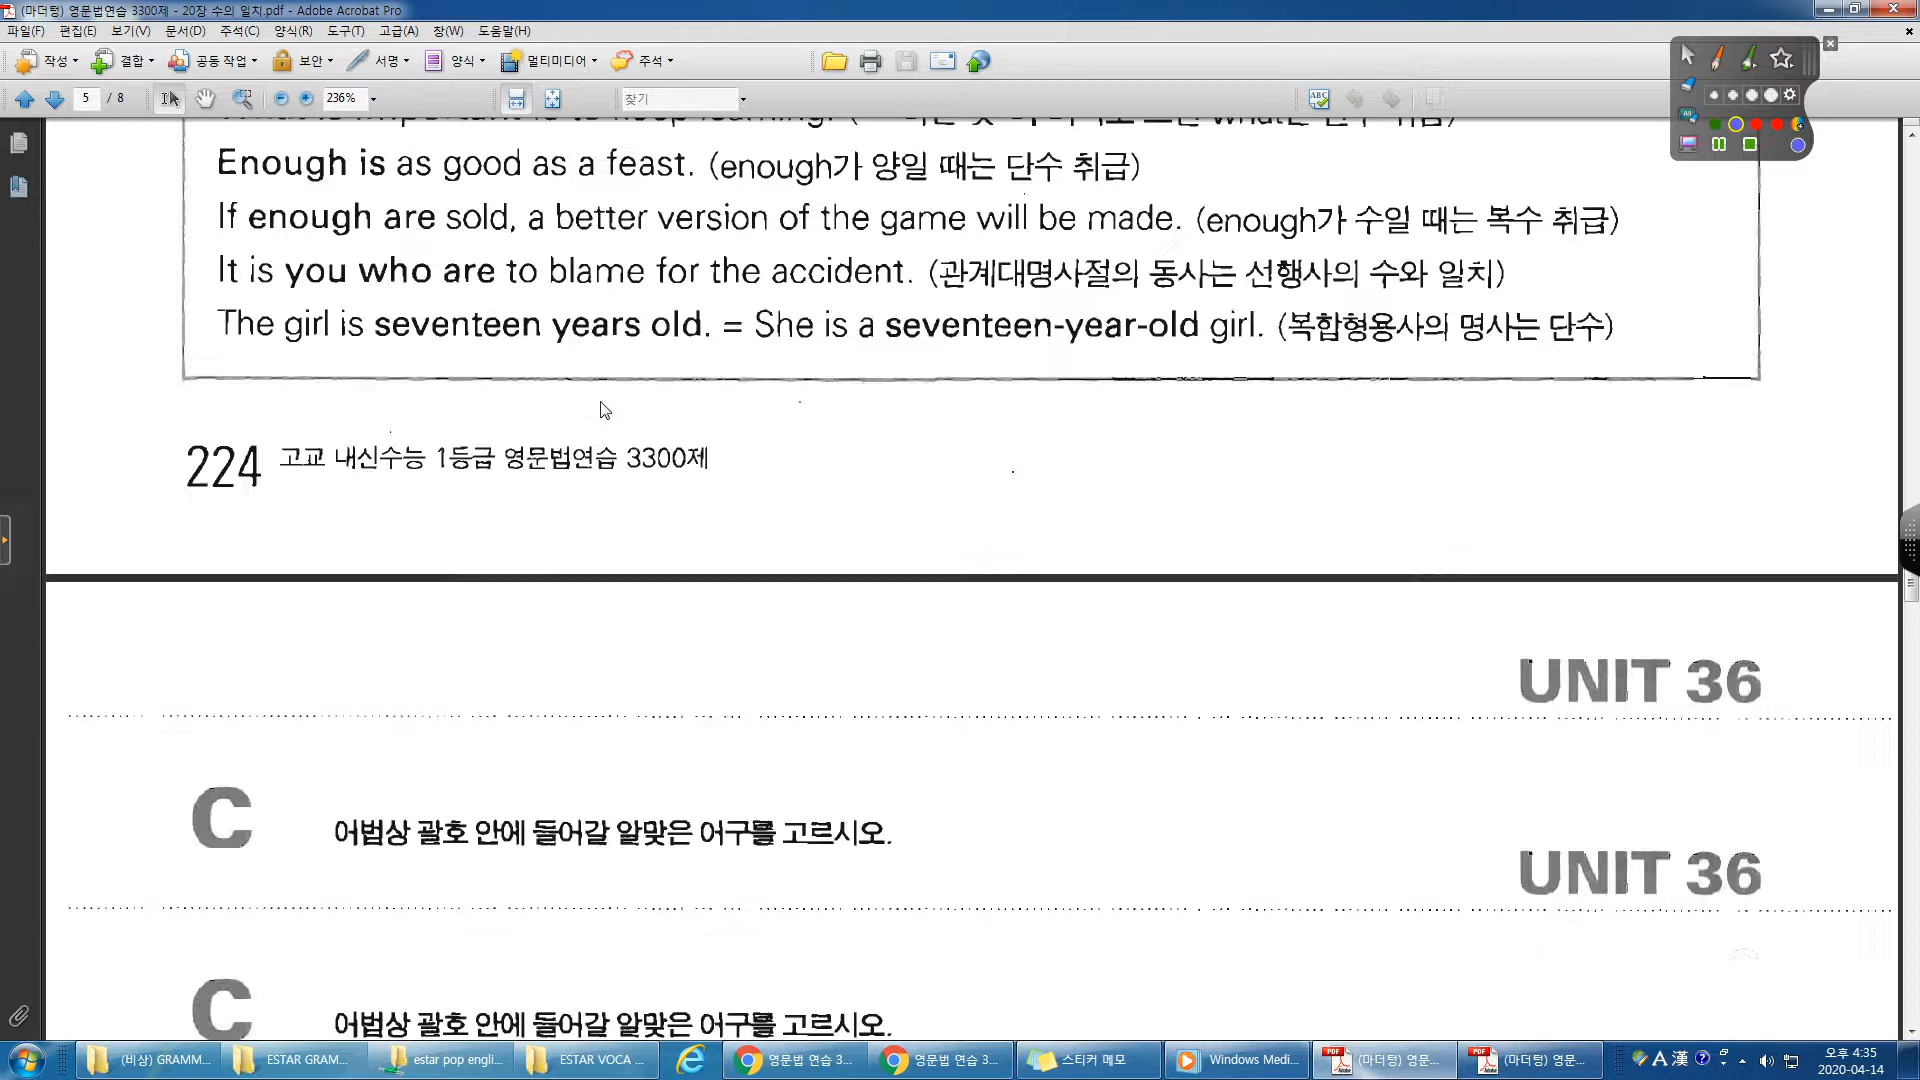 (마더텅) 영문법연습 3300제 - 20장 수의 일치.pdf - Adobe Acrobat Pro
파일(F) 편집(E) 보기(V) 문서(D) 주석(C) 양식(R) 도구(T) 고급(A) 창(W) 도움말(H)
작성 결합 공동 작업 보안 서명 양식 멀티미디어 주석
5 / 8 236% 찾기
Enough is as good as a feast. (enough가 양일 때는 단수 취급)
If enough are sold, a better version of the game will be made. (enough가 수일 때는 복수 취급)
It is you who are to blame for the accident. (관계대명사절의 동사는 선행사의 수와 일치)
The girl is seventeen years old. = She is a seventeen-year-old girl. (복합형용사의 명사는 단수)
224 고교 내신수능 1등급 영문법연습 3300제
UNIT 36
C 어법상 괄호 안에 들어갈 알맞은 어구를 고르시오.
UNIT 36
C 어법상 괄호 안에 들어갈 알맞은 어구를 고르시오.
(비상) GRAMM... ESTAR GRAM... estar pop engli... ESTAR VOCA ... 영문법 연습 3... 영문법 연습 3... 스티커 메모 Windows Medi... (마더텅) 영문... (마더텅) 영문... A 漢 오후 4:35
2020-04-14